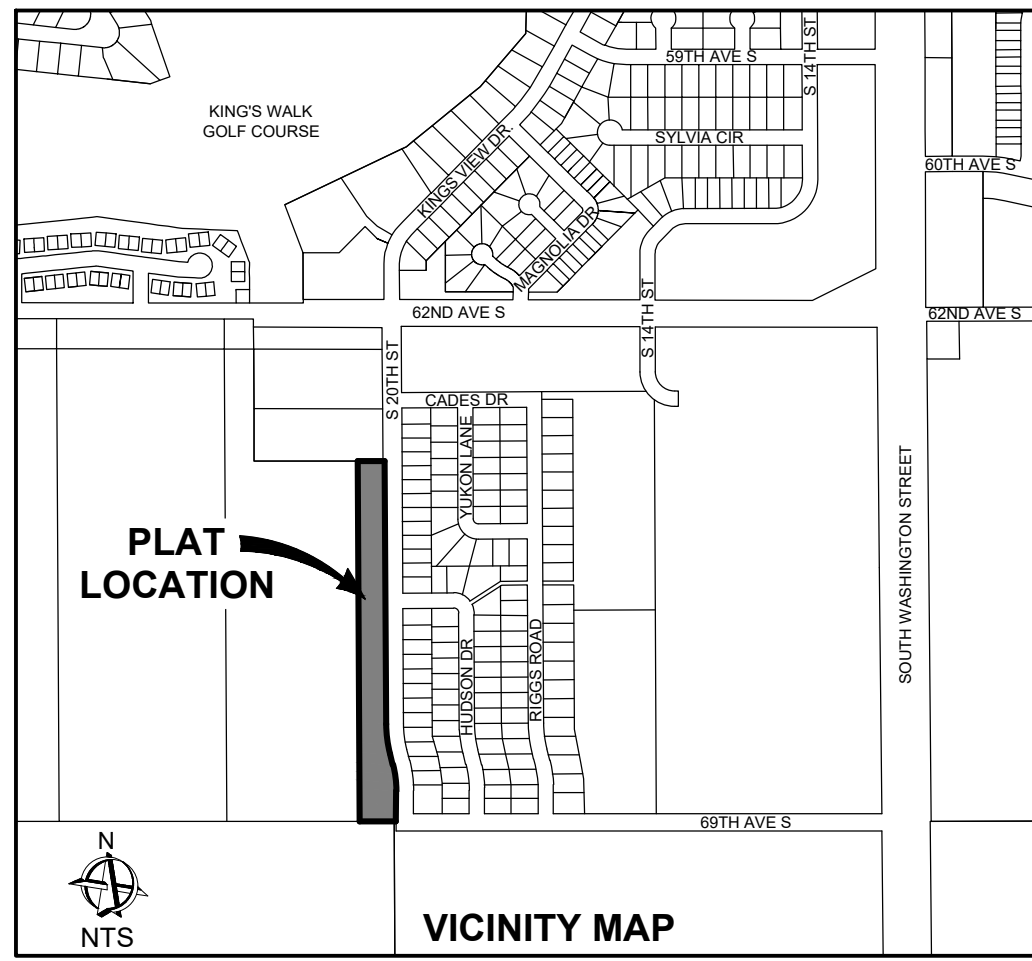 59TH AVE S
S 14TH ST
KING'S WALK
GOLF COURSE
SYLVIA CIR
60TH AVE S
KINGS VIEW DR.
MAGNOLIA DR
62ND AVE S
62ND AVE S
S 14TH ST
S 20TH ST
CADES DR
YUKON LANE
SOUTH WASHINGTON STREET
PLAT
LOCATION
HUDSON DR
RIGGS ROAD
69TH AVE S
N
NTS
VICINITY MAP